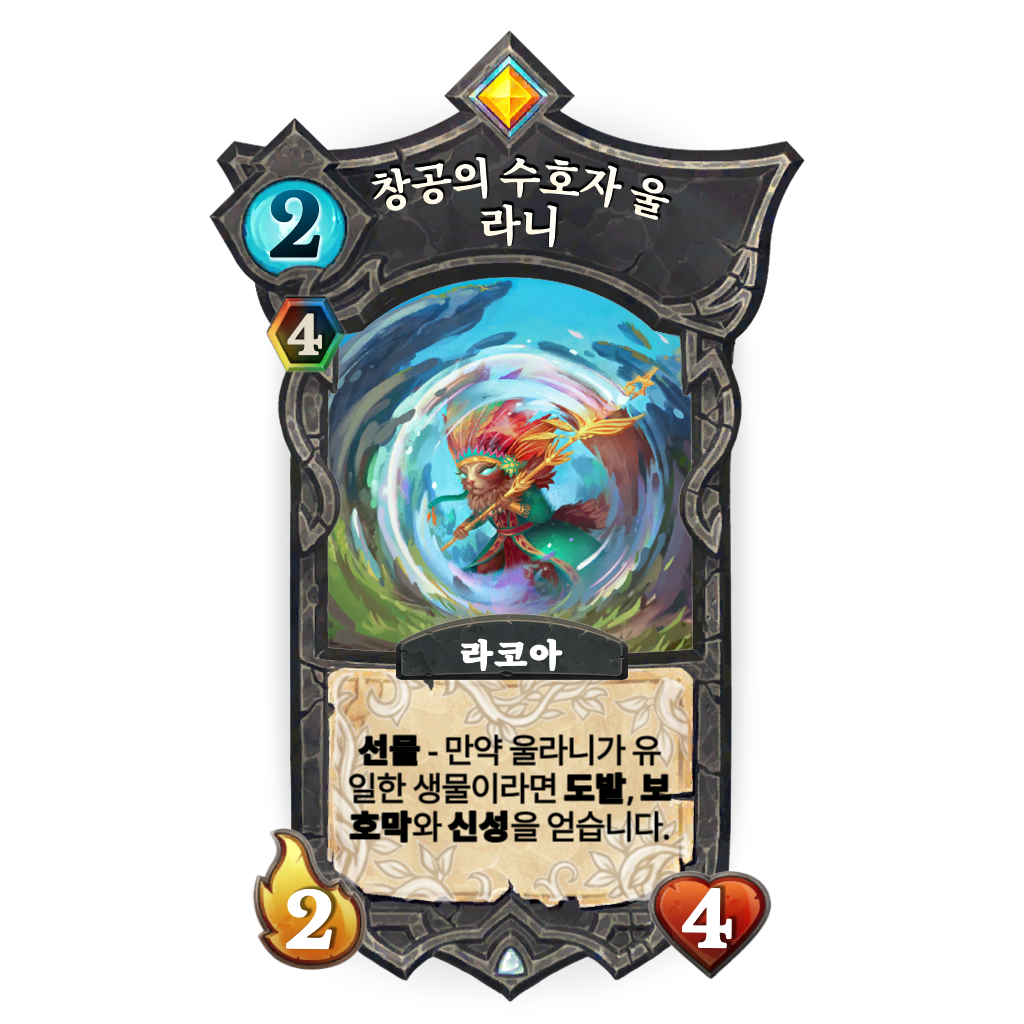 2
창공의 수호자 울
라니
4
라코아
선물 - 만약 울라니가 유
일한 생물이라면 도발, 보
호막와 신성을 얻습니다.
2
4